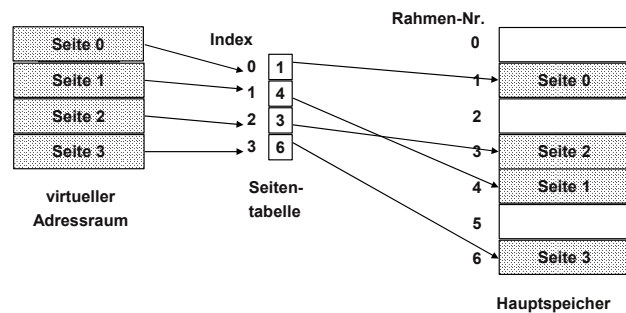 Seite 0
Seite 1
Seite 2
Seite 3
virtueller
Adressraum
Index
0 1
1 4
2 3
3 6
Seiten-
tabelle
Rahmen-Nr.
0
1 Seite 0
2
3 Seite 2
4 Seite 1
5
6 Seite 3
Hauptspeicher